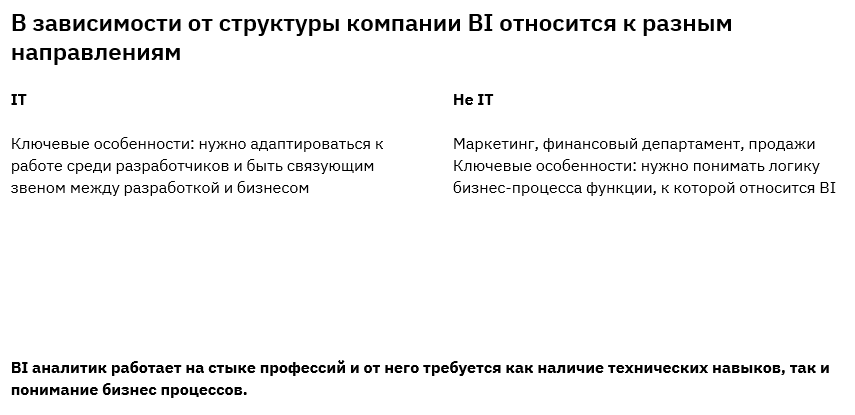 В зависимости от структуры компании BI относится к разным
направлениям
IT
Ключевые особенности: нужно адаптироваться к
работе среди разработчиков и быть связующим
звеном между разработкой и бизнесом
Не IT
Маркетинг, финансовый департамент, продажи
Ключевые особенности: нужно понимать логику
бизнес-процесса функции, к которой относится BI
BI аналитик работает на стыке профессий и от него требуется как наличие технических навыков, так и
понимание бизнес процессов.